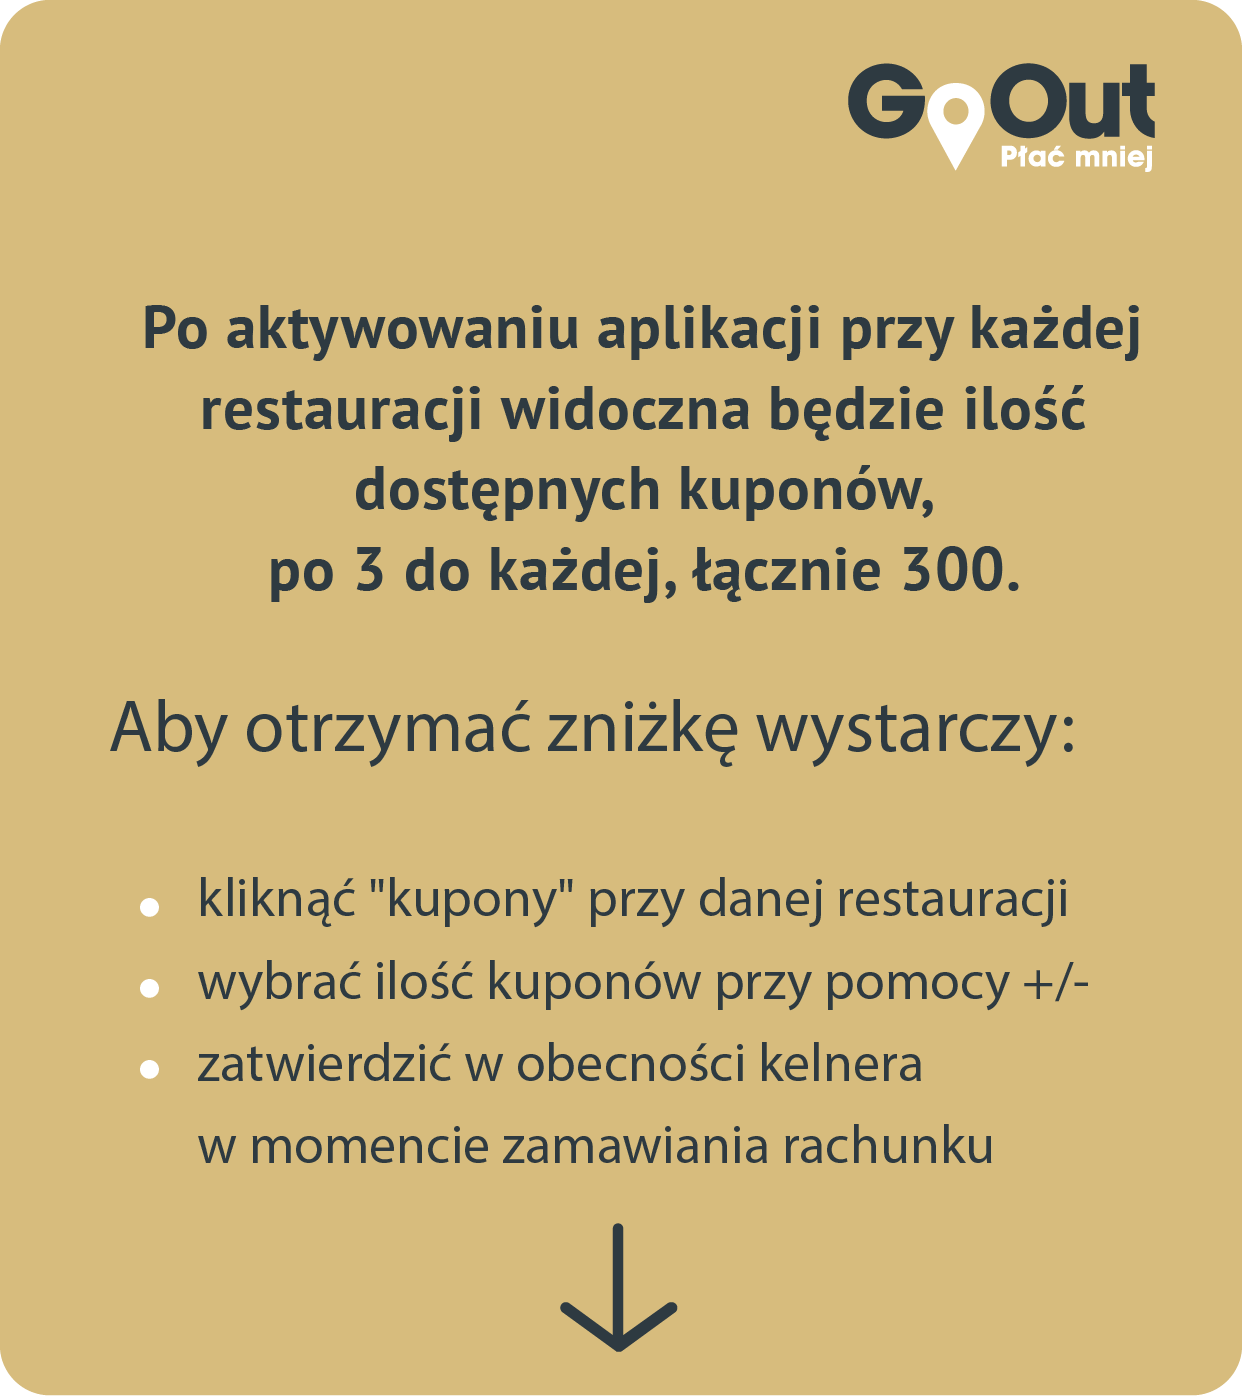 GoOut
Płać mniej
Po aktywowaniu aplikacji przy każdej
restauracji widoczna będzie ilość
dostępnych kuponów,
po 3 do każdej, łącznie 300.
Aby otrzymać zniżkę wystarczy:
kliknąć "kupony" przy danej restauracji
wybrać ilość kuponów przy pomocy +/-
zatwierdzić w obecności kelnera
w momencie zamawiania rachunku